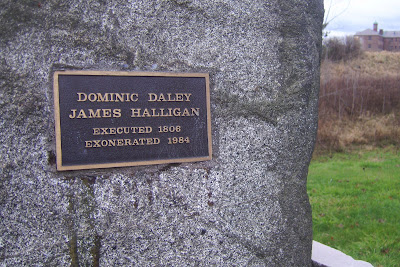 DOMINIC DALEY
JAMES HALLIGAN
EXECUTED 1806
EXONERATED 1984